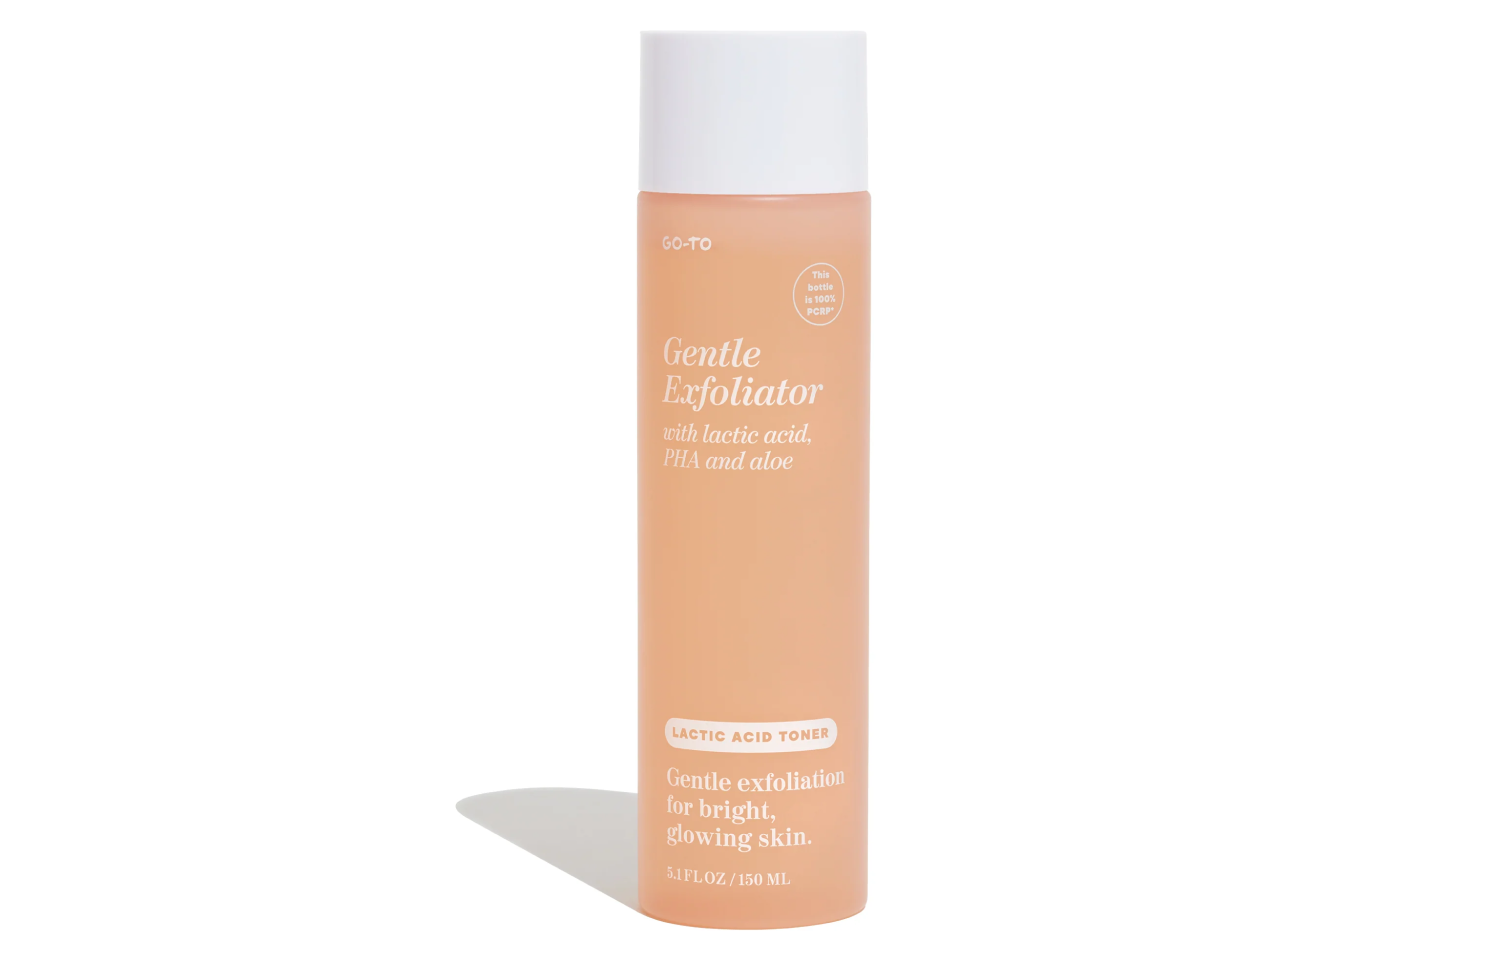 GO-TO
This
bottle
is 100%
PCRP*
Gentle
Exfoliator
with lactic acid,
PHA and aloe
LACTIC ACID TONER
Gentle exfoliation
for bright,
glowing skin.
5.1 FL OZ / 150 ML